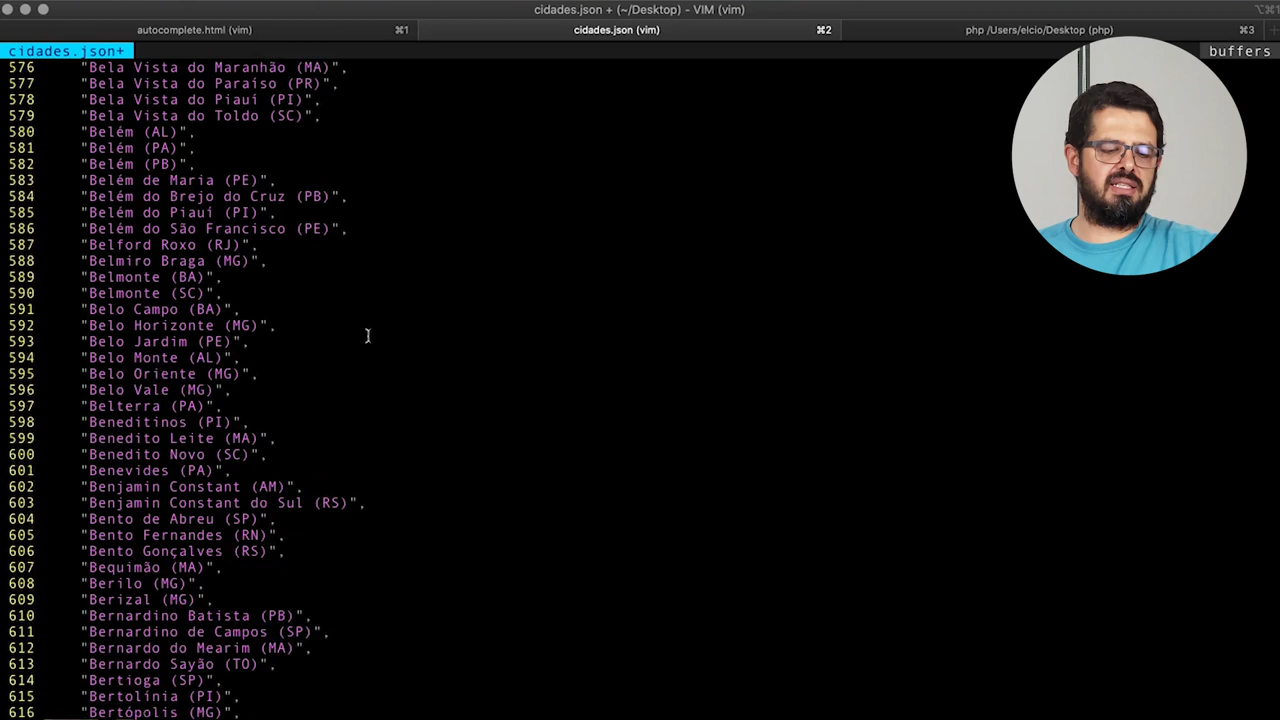 cidades.json + (~/Desktop) - VIM (vim)
⌥⌘1
autocomplete.html (vim) ⌘1 cidades.json (vim) ⌘2 php /Users/elcio/Desktop (php) ⌘3
cidades.json+ buffers
576 "Bela Vista do Maranhão (MA)",
577 "Bela Vista do Paraíso (PR)",
578 "Bela Vista do Piauí (PI)",
579 "Bela Vista do Toldo (SC)",
580 "Belém (AL)",
581 "Belém (PA)",
582 "Belém (PB)",
583 "Belém de Maria (PE)",
584 "Belém do Brejo do Cruz (PB)",
585 "Belém do Piauí (PI)",
586 "Belém do São Francisco (PE)",
587 "Belford Roxo (RJ)",
588 "Belmiro Braga (MG)",
589 "Belmonte (BA)",
590 "Belmonte (SC)",
591 "Belo Campo (BA)",
592 "Belo Horizonte (MG)",
593 "Belo Jardim (PE)",
594 "Belo Monte (AL)",
595 "Belo Oriente (MG)",
596 "Belo Vale (MG)",
597 "Belterra (PA)",
598 "Beneditinos (PI)",
599 "Benedito Leite (MA)",
600 "Benedito Novo (SC)",
601 "Benevides (PA)",
602 "Benjamin Constant (AM)",
603 "Benjamin Constant do Sul (RS)",
604 "Bento de Abreu (SP)",
605 "Bento Fernandes (RN)",
606 "Bento Gonçalves (RS)",
607 "Bequimão (MA)",
608 "Berilo (MG)",
609 "Berizal (MG)",
610 "Bernardino Batista (PB)",
611 "Bernardino de Campos (SP)",
612 "Bernardo do Mearim (MA)",
613 "Bernardo Sayão (TO)",
614 "Bertioga (SP)",
615 "Bertolínia (PI)",
616 "Bertópolis (MG)",